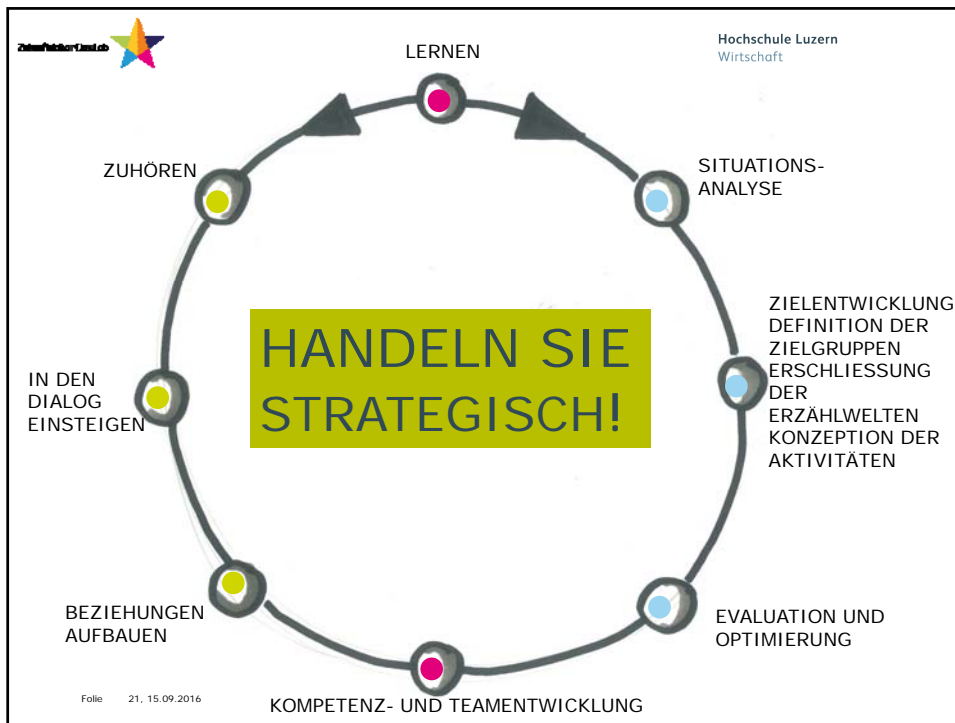 Hochschule Luzern
Wirtschaft
LERNEN
ZUHÖREN
SITUATIONS-
ANALYSE
HANDELN SIE
STRATEGISCH!
ZIELENTWICKLUNG
DEFINITION DER
ZIELGRUPPEN
ERSCHLIESSUNG
DER
ERZÄHLWELTEN
KONZEPTION DER
AKTIVITÄTEN
IN DEN
DIALOG
EINSTEIGEN
BEZIEHUNGEN
AUFBAUEN
EVALUATION UND
OPTIMIERUNG
KOMPETENZ- UND TEAMENTWICKLUNG
Folie 21, 15.09.2016